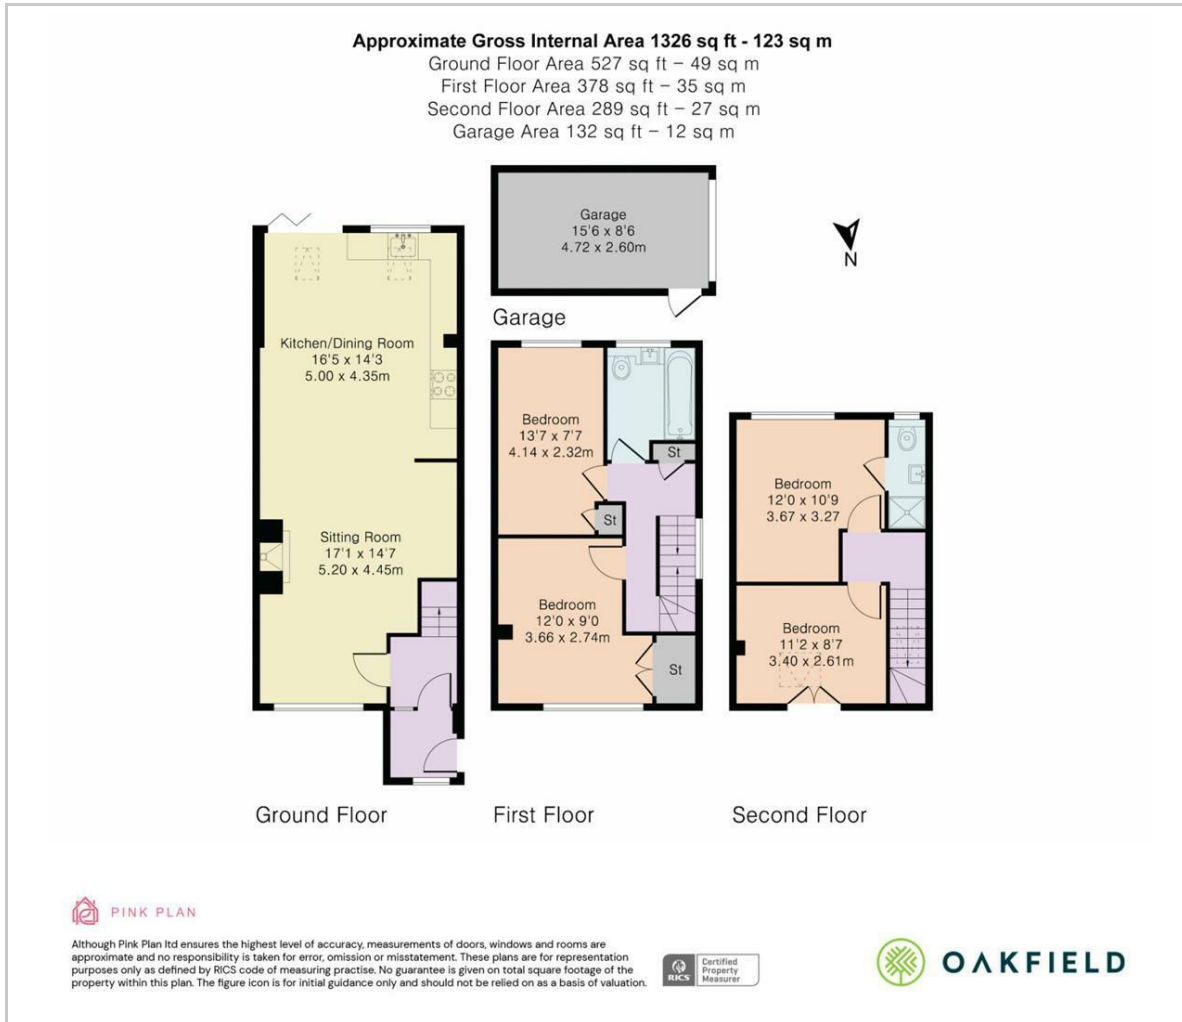 Approximate Gross Internal Area 1326 sq ft - 123 sq m
Ground Floor Area 527 sq ft – 49 sq m
First Floor Area 378 sq ft – 35 sq m
Second Floor Area 289 sq ft – 27 sq m
Garage Area 132 sq ft – 12 sq m
Garage
15'6 x 8'6
4.72 x 2.60m
N
Garage
Kitchen/Dining Room
16'5 x 14'3
5.00 x 4.35m
Sitting Room
17'1 x 14'7
5.20 x 4.45m
Ground Floor
Bedroom
13'7 x 7'7
4.14 x 2.32m
St
St
Bedroom
12'0 x 9'0
3.66 x 2.74m
St
First Floor
Bedroom
12'0 x 10'9
3.67 x 3.27
Bedroom
11'2 x 8'7
3.40 x 2.61m
Second Floor
PINK PLAN
Although Pink Plan ltd ensures the highest level of accuracy, measurements of doors, windows and rooms are
approximate and no responsibility is taken for error, omission or misstatement. These plans are for representation
purposes only as defined by RICS code of measuring practise. No guarantee is given on total square footage of the
property within this plan. The figure icon is for initial guidance only and should not be relied on as a basis of valuation.
RICS
Certified
Property
Measurer
OAKFIELD